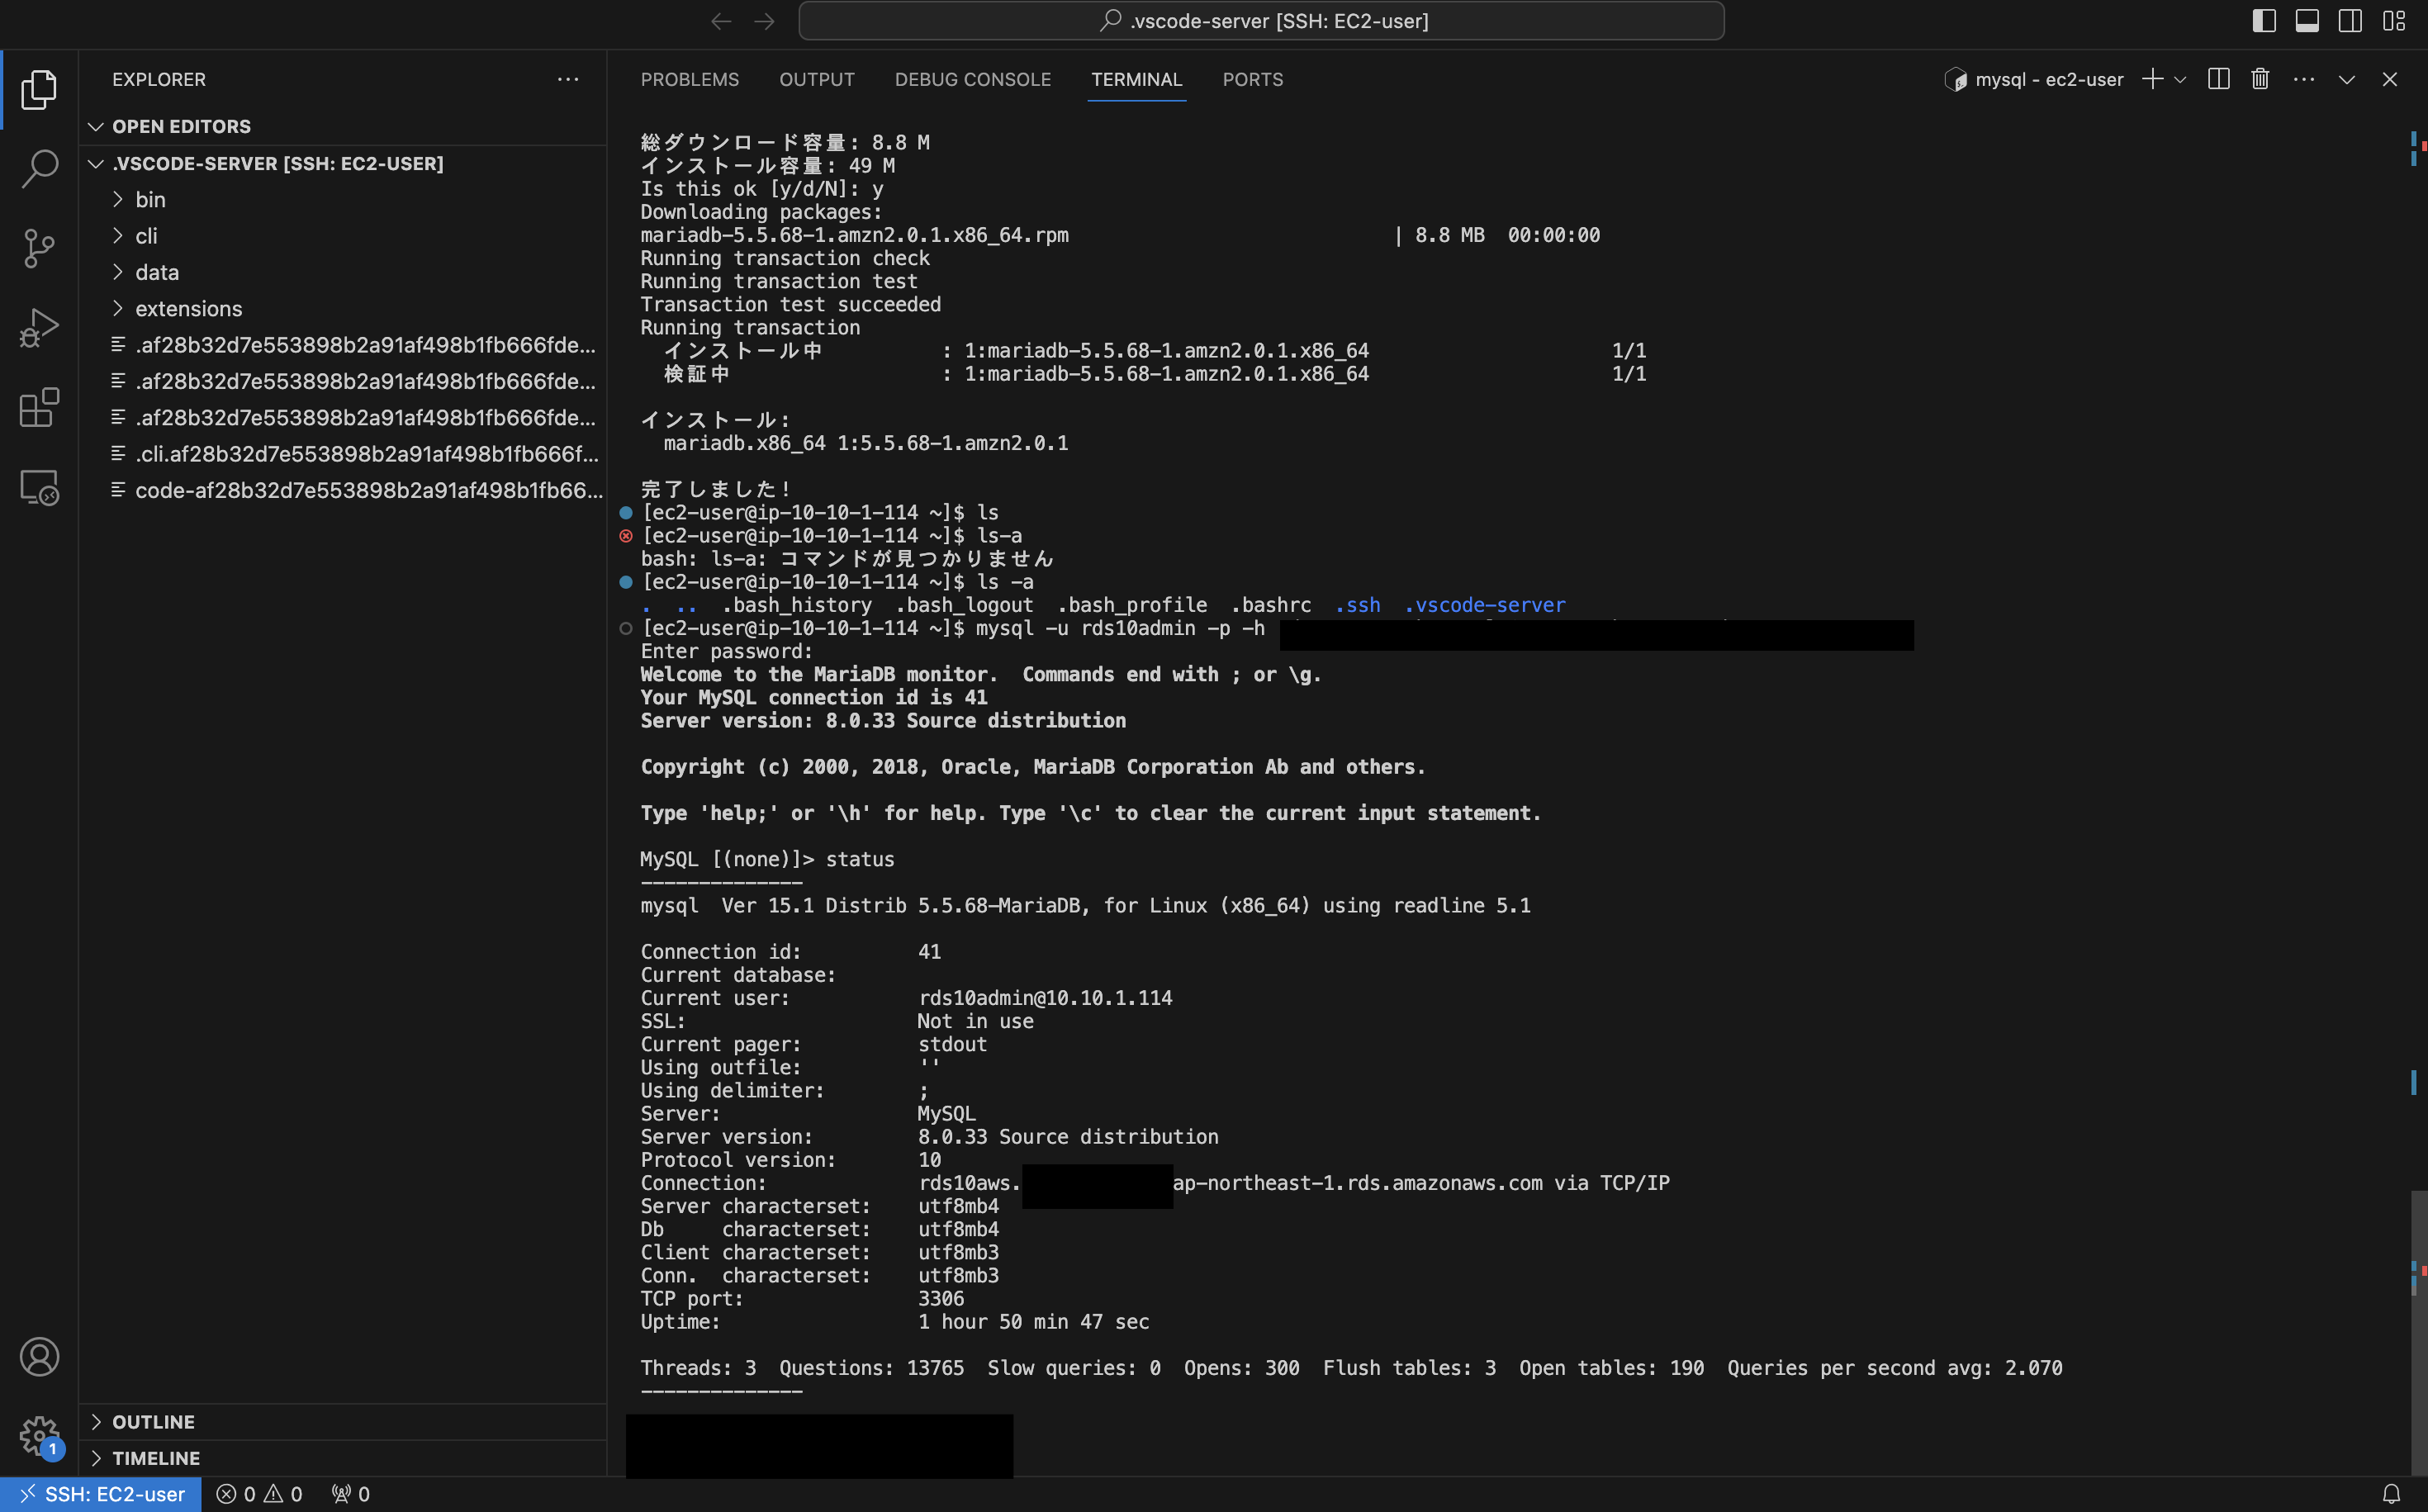 .vscode-server [SSH: EC2-user]
EXPLORER
OPEN EDITORS
.VSCODE-SERVER [SSH: EC2-USER]
bin
cli
data
extensions
.af28b32d7e553898b2a91af498b1fb666fde...
.af28b32d7e553898b2a91af498b1fb666fde...
.af28b32d7e553898b2a91af498b1fb666fde...
.cli.af28b32d7e553898b2a91af498b1fb666f...
code-af28b32d7e553898b2a91af498b1fb66...
OUTLINE
TIMELINE
PROBLEMS OUTPUT DEBUG CONSOLE TERMINAL PORTS
mysql - ec2-user
総ダウンロード容量: 8.8 M
インストール容量: 49 M
Is this ok [y/d/N]: y
Downloading packages:
mariadb-5.5.68-1.amzn2.0.1.x86_64.rpm | 8.8 MB 00:00:00
Running transaction check
Running transaction test
Transaction test succeeded
Running transaction
インストール中 : 1:mariadb-5.5.68-1.amzn2.0.1.x86_64 1/1
検証中 : 1:mariadb-5.5.68-1.amzn2.0.1.x86_64 1/1
インストール:
mariadb.x86_64 1:5.5.68-1.amzn2.0.1
完了しました!
[ec2-user@ip-10-10-1-114 ~]$ ls
[ec2-user@ip-10-10-1-114 ~]$ ls-a
bash: ls-a: コマンドが見つかりません
[ec2-user@ip-10-10-1-114 ~]$ ls -a
. .. .bash_history .bash_logout .bash_profile .bashrc .ssh .vscode-server
[ec2-user@ip-10-10-1-114 ~]$ mysql -u rds10admin -p -h
Enter password:
Welcome to the MariaDB monitor. Commands end with ; or \g.
Your MySQL connection id is 41
Server version: 8.0.33 Source distribution
Copyright (c) 2000, 2018, Oracle, MariaDB Corporation Ab and others.
Type 'help;' or '\h' for help. Type '\c' to clear the current input statement.
MySQL [(none)]> status
--------------
mysql Ver 15.1 Distrib 5.5.68-MariaDB, for Linux (x86_64) using readline 5.1
Connection id: 41
Current database:
Current user: rds10admin@10.10.1.114
SSL: Not in use
Current pager: stdout
Using outfile: ''
Using delimiter: ;
Server: MySQL
Server version: 8.0.33 Source distribution
Protocol version: 10
Connection: rds10aws. ap-northeast-1.rds.amazonaws.com via TCP/IP
Server characterset: utf8mb4
Db characterset: utf8mb4
Client characterset: utf8mb3
Conn. characterset: utf8mb3
TCP port: 3306
Uptime: 1 hour 50 min 47 sec
Threads: 3 Questions: 13765 Slow queries: 0 Opens: 300 Flush tables: 3 Open tables: 190 Queries per second avg: 2.070
--------------
1
SSH: EC2-user 0 0 0